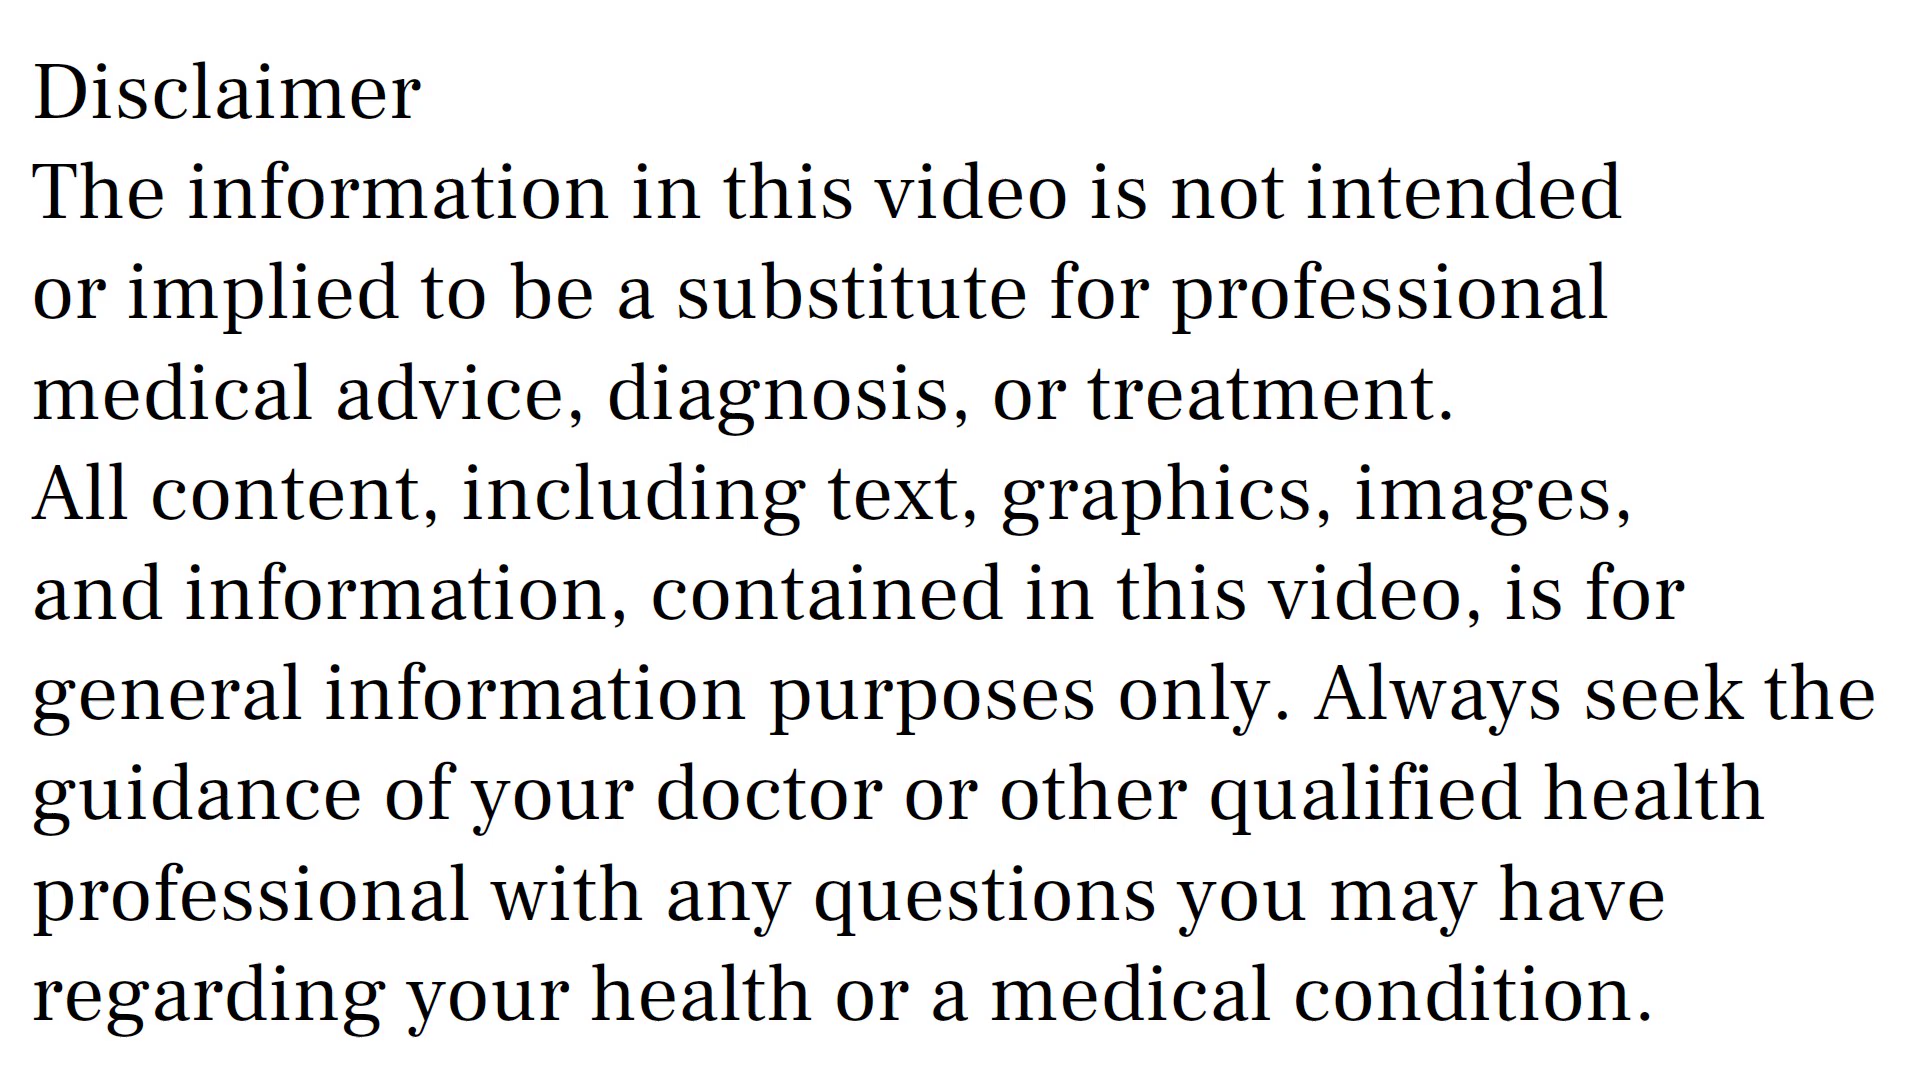 Disclaimer
The information in this video is not intended
or implied to be a substitute for professional
medical advice, diagnosis, or treatment.
All content, including text, graphics, images,
and information, contained in this video, is for
general information purposes only. Always seek the
guidance of your doctor or other qualified health
professional with any questions you may have
regarding your health or a medical condition.